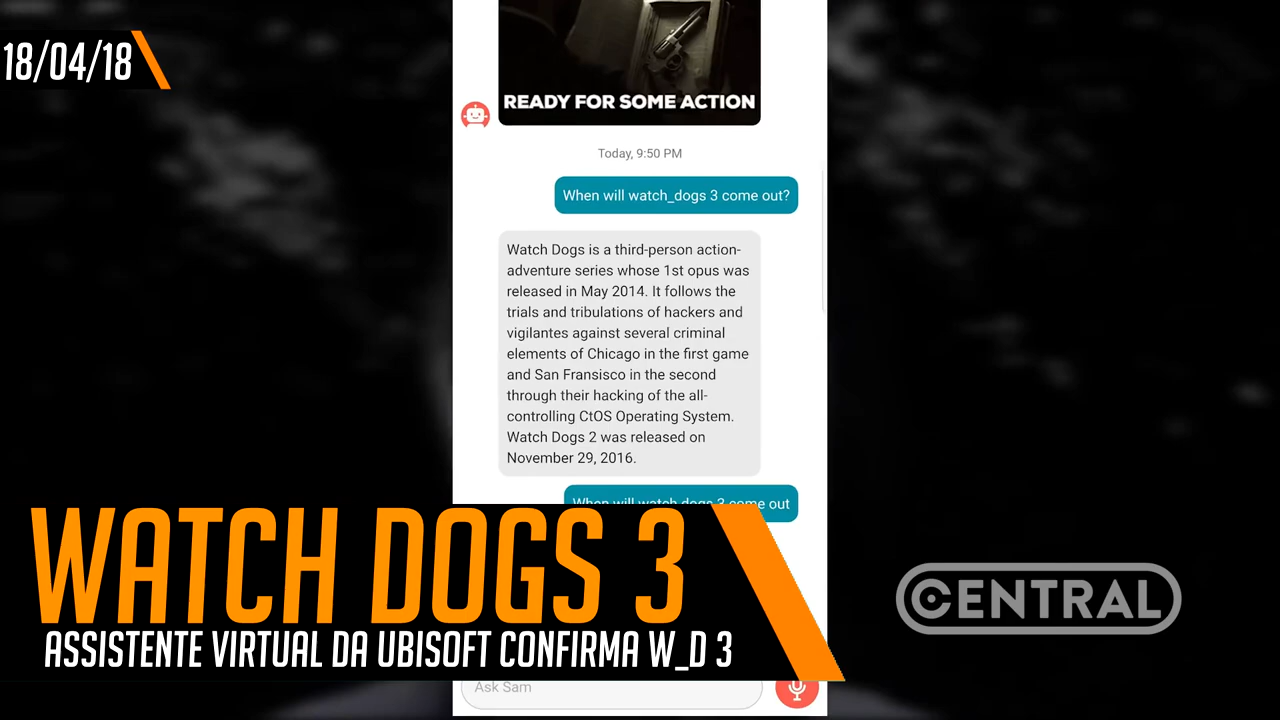 18/04/18
READY FOR SOME ACTION
Today, 9:50 PM
When will watch_dogs 3 come out?
Watch Dogs is a third-person action-
adventure series whose 1st opus was
released in May 2014. It follows the
trials and tribulations of hackers and
vigilantes against several criminal
elements of Chicago in the first game
and San Fransisco in the second
through their hacking of the all-
controlling CtOS Operating System.
Watch Dogs 2 was released on
November 29, 2016.
When will watch dogs 3 come out
WATCH DOGS 3
ASSISTENTE VIRTUAL DA UBISOFT CONFIRMA W_D 3
CENTRAL
Ask Sam